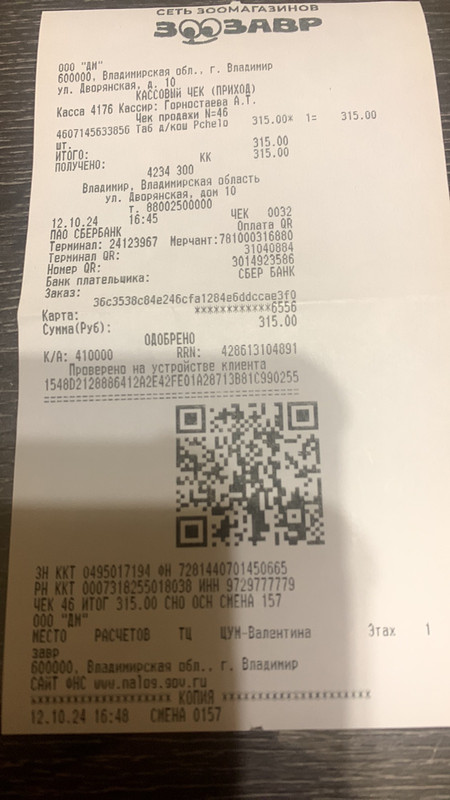 СЕТЬ ЗООМАГАЗИНОВ
ЗООЗАВР
ООО "ДМ"
600000, Владимирская обл., г. Владимир
ул. Дворянская, д. 10
КАССОВЫЙ ЧЕК (ПРИХОД)
Касса 4176 Кассир: Горностаева А.Т.
Чек продажи N=46
4607145633856 Таб д/кош Pchelo 315.00* 1= 315.00
шт.
ИТОГО: 315.00
ПОЛУЧЕНО: КК 315.00
4234 300
Владимир, Владимирская область
ул. Дворянская, дом 10
т. 88002500000
12.10.24 16:45 ЧЕК 0032
ПАО СБЕРБАНК Оплата QR
Терминал: 24123967 Мерчант:781000316880
Терминал QR: 31040884
Номер QR: 3014923586
Банк плательщика: СБЕР БАНК
Заказ:
36c3538c84e246cfa1284e6ddccae3f0
Карта: ************6556
Сумма(Руб): 315.00
ОДОБРЕНО
К/А: 410000 RRN: 428613104891
Проверено на устройстве клиента
1548D2128886412A2E42FE01A28713B81C990255
========================================
ЗН ККТ 0495017194 ФН 7281440701450665
РН ККТ 0007318255018038 ИНН 9729777779
ЧЕК 46 ИТОГ 315.00 СНО ОСН СМЕНА 157
ООО "ДМ"
МЕСТО РАСЧЕТОВ ТЦ ЦУМ-Валентина Этаж 1
завр
600000, Владимирская обл., г. Владимир
САЙТ ФНС www.nalog.gov.ru
******************* КОПИЯ *******************
12.10.24 16:48 СМЕНА 0157